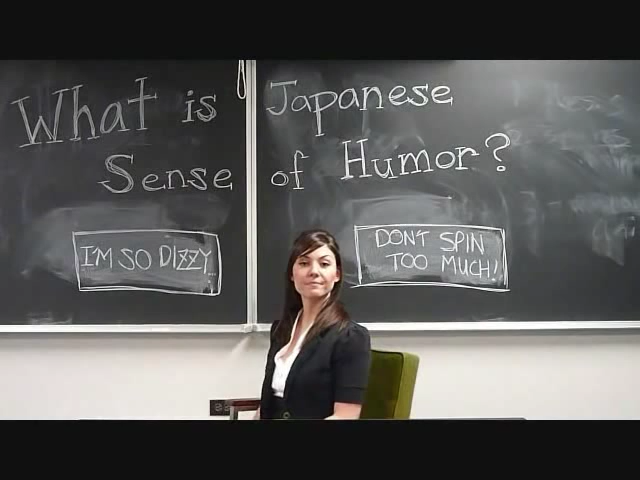 What is Japanese
Sense of Humor?
I'M SO DIZZY...
DON'T SPIN
TOO MUCH!